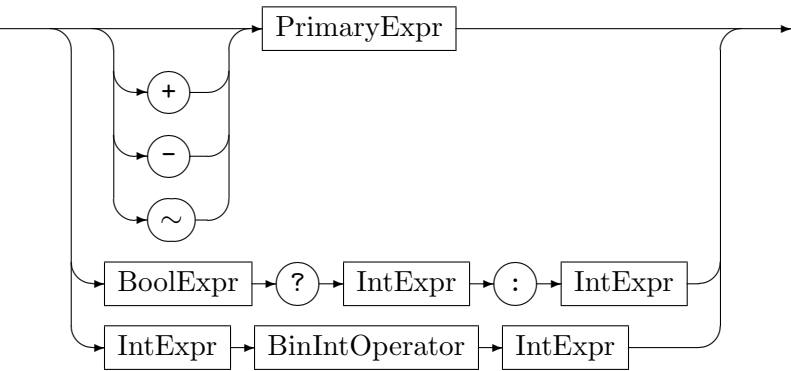 PrimaryExpr
+
-
~
BoolExpr ? IntExpr : IntExpr
IntExpr BinIntOperator IntExpr